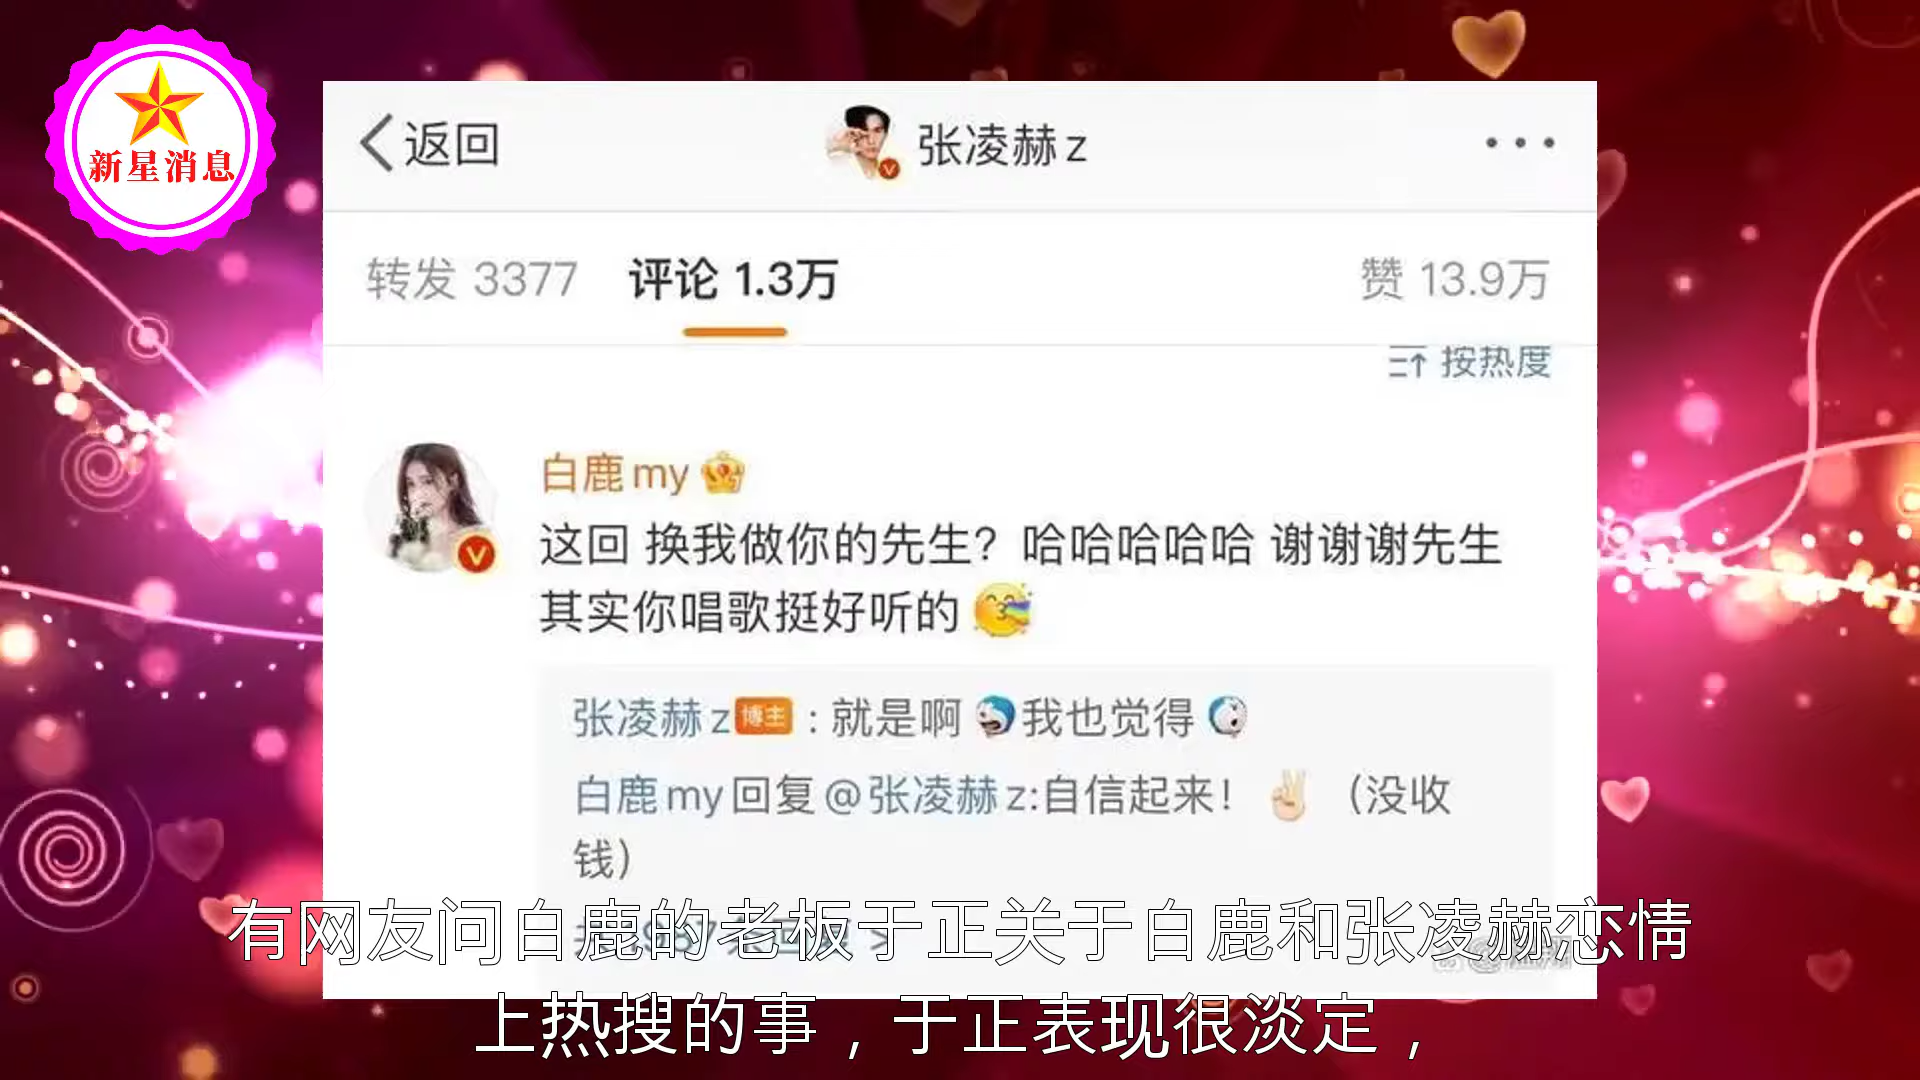 新星消息
返回
张凌赫z
转发 3377 评论 1.3万 赞 13.9万
按热度
白鹿my
这回 换我做你的先生？哈哈哈哈哈 谢谢谢先生
其实你唱歌挺好听的
张凌赫z博主：就是啊 我也觉得
白鹿my回复@张凌赫z:自信起来！（没收
钱）
有网友问白鹿的老板于正关于白鹿和张凌赫恋情
上热搜的事，于正表现很淡定，